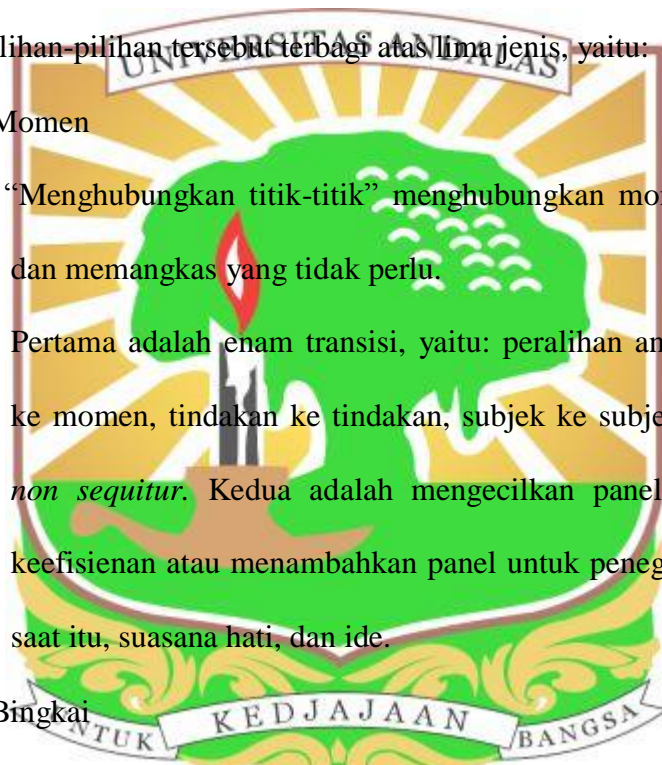 lihan-pilihan tersebut terbagi atas lima jenis, yaitu:
UNIVERSITAS ANDALAS
Momen
“Menghubungkan titik-titik” menghubungkan mom
dan memangkas yang tidak perlu.
Pertama adalah enam transisi, yaitu: peralihan an
ke momen, tindakan ke tindakan, subjek ke subje
non sequitur. Kedua adalah mengecilkan panel
keefisienan atau menambahkan panel untuk peneg
saat itu, suasana hati, dan ide.
Bingkai
UNTUK KEDJAJAAN BANGSA